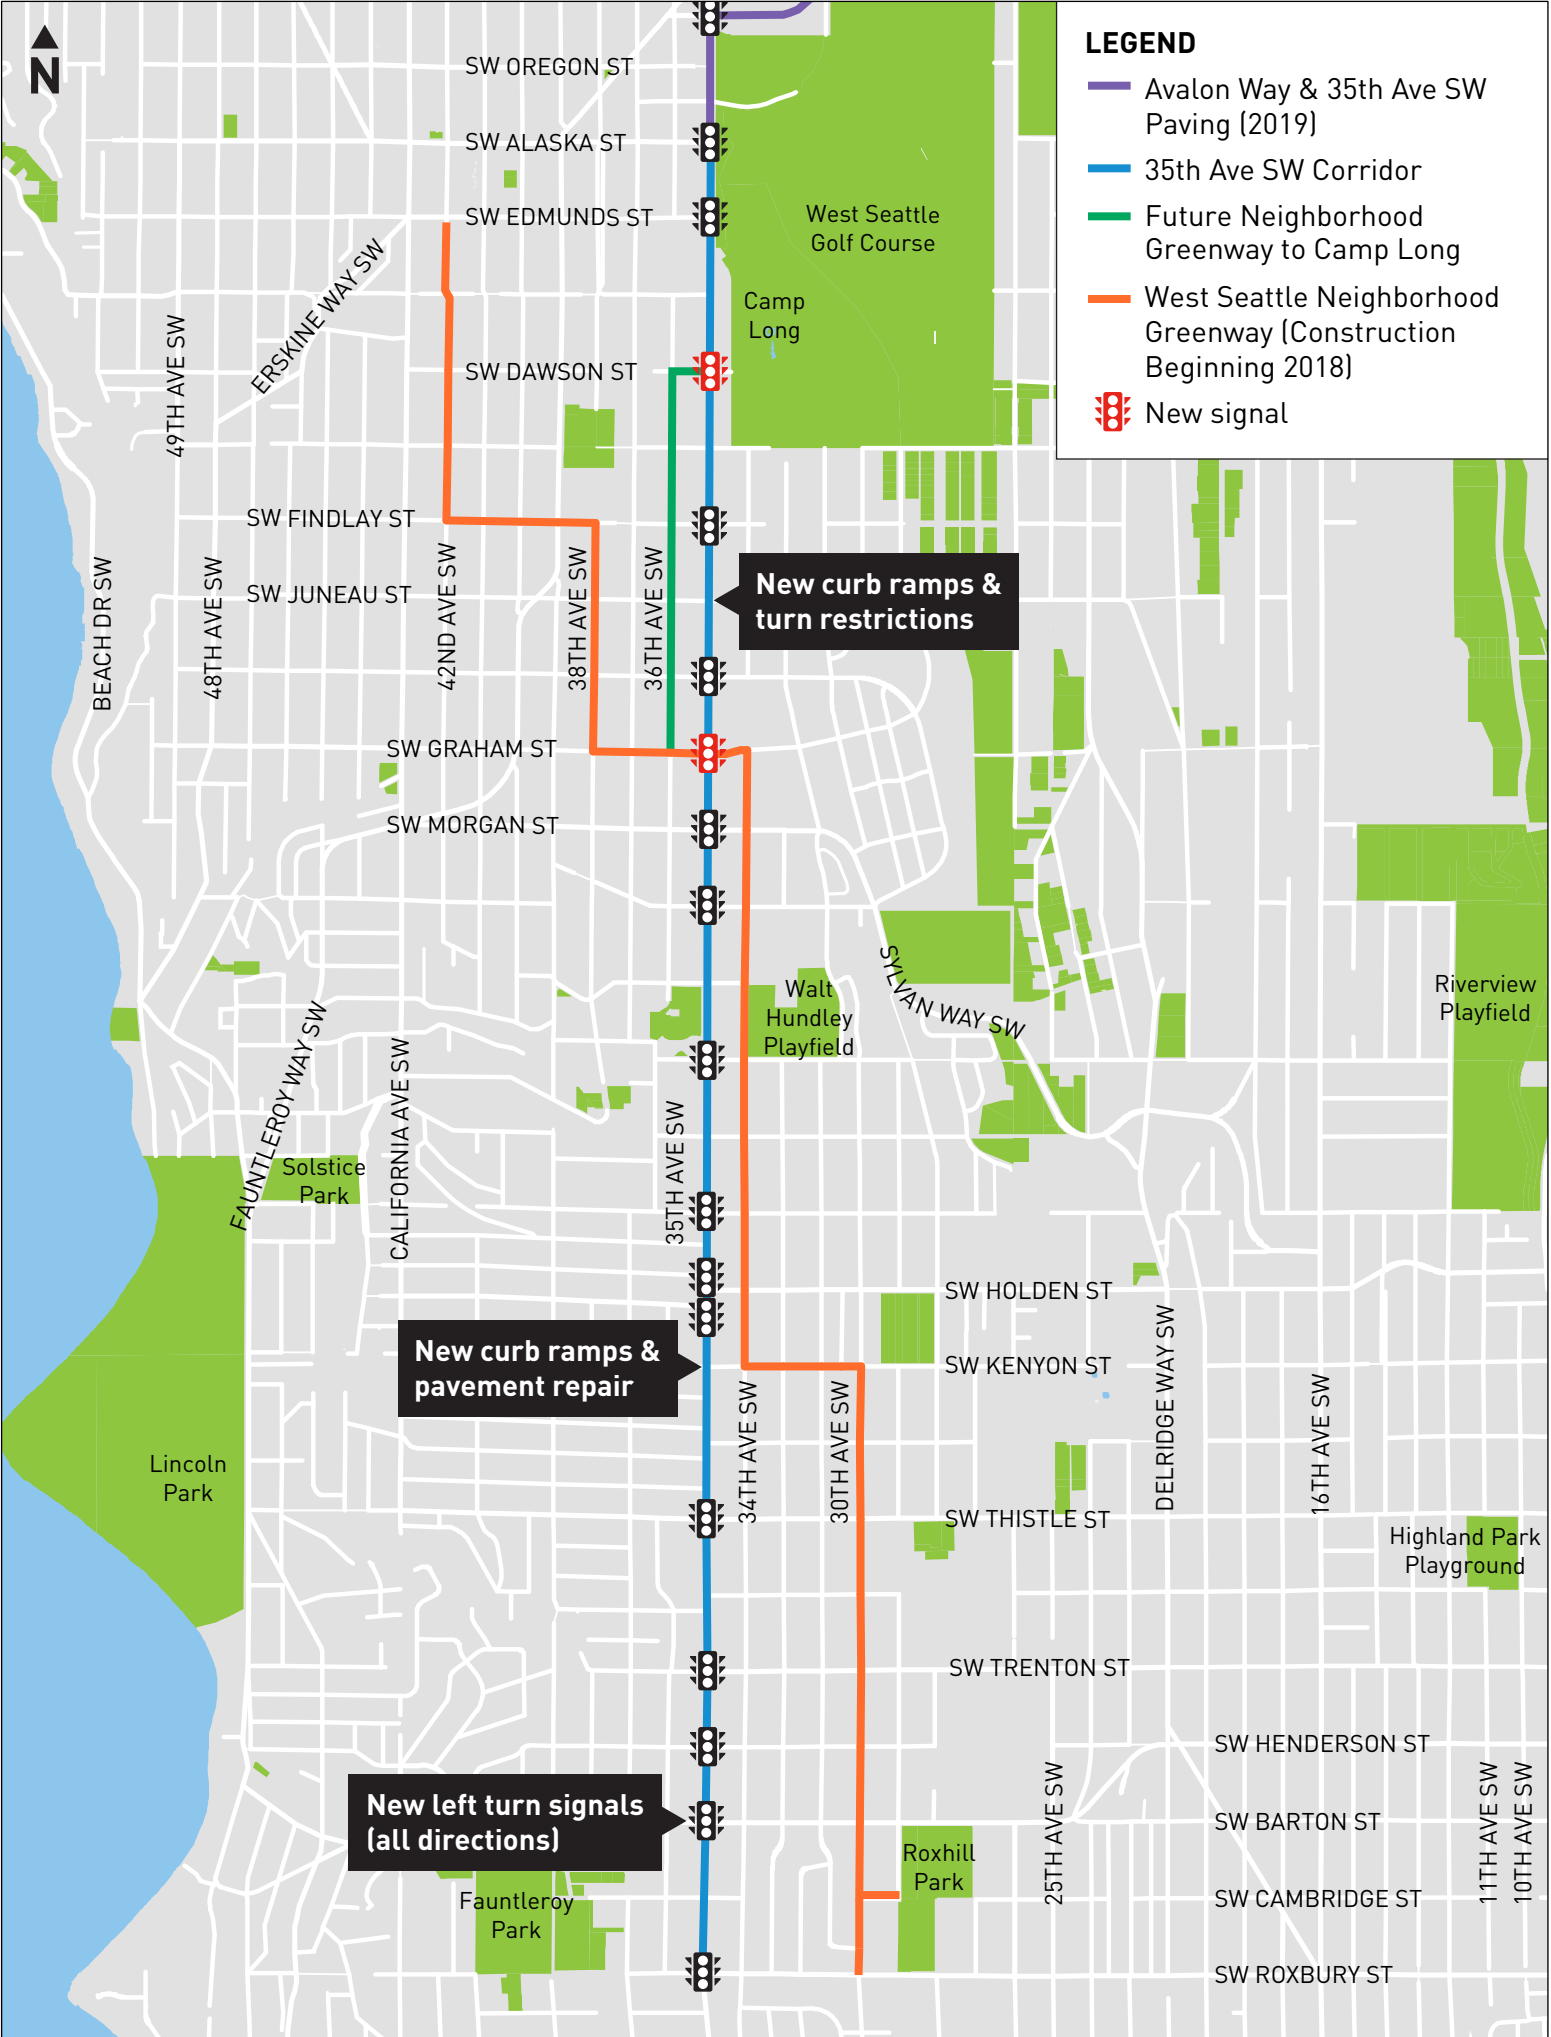 N
LEGEND
Avalon Way & 35th Ave SW
Paving (2019)
35th Ave SW Corridor
Future Neighborhood
Greenway to Camp Long
West Seattle Neighborhood
Greenway (Construction
Beginning 2018)
New signal
SW OREGON ST
SW ALASKA ST
SW EDMUNDS ST
West Seattle
Golf Course
ERSKINE WAY SW
Camp
Long
49TH AVE SW
SW DAWSON ST
SW FINDLAY ST
BEACH DR SW
48TH AVE SW
SW JUNEAU ST
42ND AVE SW
38TH AVE SW
36TH AVE SW
New curb ramps &
turn restrictions
SW GRAHAM ST
SW MORGAN ST
SYLVAN WAY SW
Walt
Hundley
Playfield
Riverview
Playfield
FAUNTLEROY WAY SW
CALIFORNIA AVE SW
35TH AVE SW
Solstice
Park
SW HOLDEN ST
New curb ramps &
pavement repair
SW KENYON ST
34TH AVE SW
30TH AVE SW
DELRIDGE WAY SW
16TH AVE SW
Lincoln
Park
SW THISTLE ST
Highland Park
Playground
SW TRENTON ST
SW HENDERSON ST
New left turn signals
(all directions)
25TH AVE SW
SW BARTON ST
11TH AVE SW
10TH AVE SW
Roxhill
Park
SW CAMBRIDGE ST
Fauntleroy
Park
SW ROXBURY ST